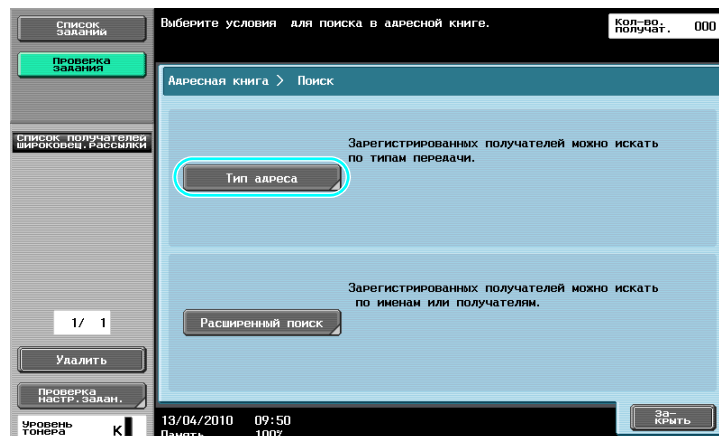 Список
заданий
Выберите условия для поиска в адресной книге.
Кол-во.
получат.
000
Проверка
задания
Адресная книга > Поиск
Список получателей
широковещ.рассылки
Зарегистрированных получателей можно искать
по типам передачи.
Тип адреса
Зарегистрированных получателей можно искать
по именам или получателям.
Расширенный поиск
1/ 1
Удалить
Проверка
настр.задан.
За-
крыть
Уровень
тонера
К
13/04/2010 09:50
Память 100%